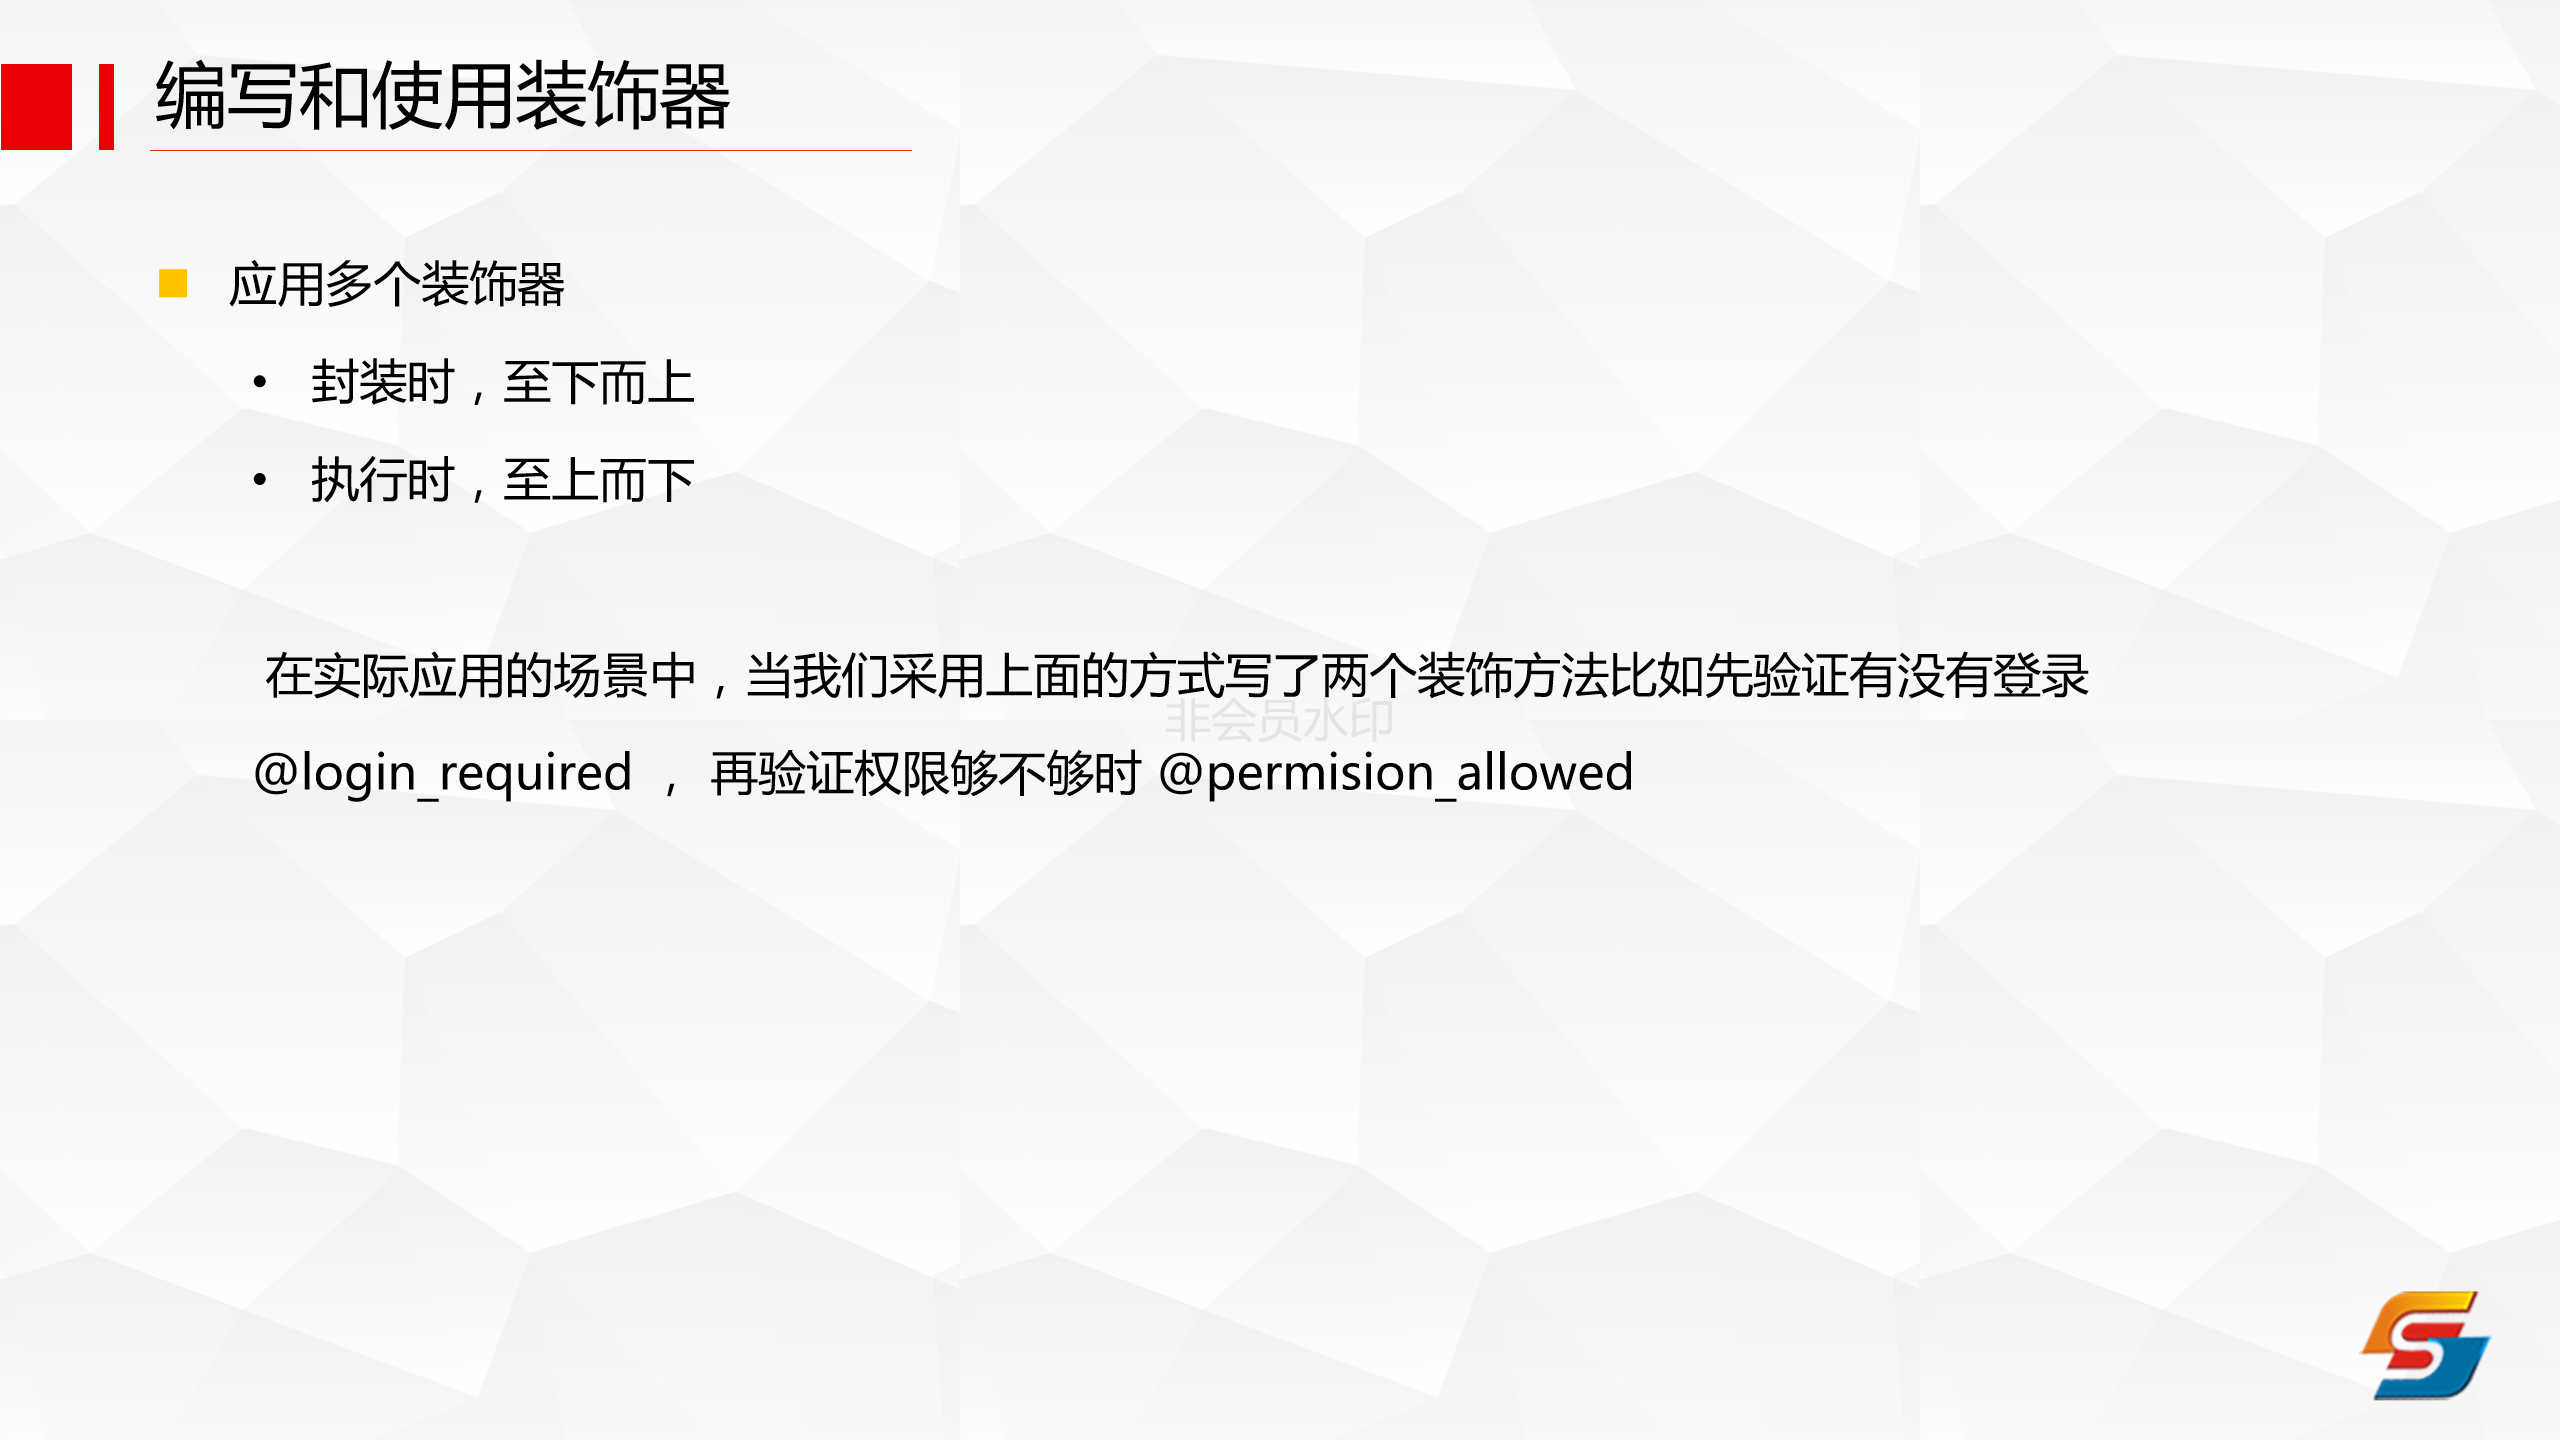 编写和使用装饰器
应用多个装饰器
• 封装时，至下而上
• 执行时，至上而下
在实际应用的场景中，当我们采用上面的方式写了两个装饰方法比如先验证有没有登录
非会员水印
@login_required ， 再验证权限够不够时 @permision_allowed